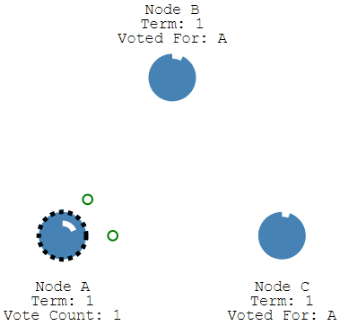 Node B
Term: 1
Voted For: A
Node A
Term: 1
Vote Count: 1
Node C
Term: 1
Voted For: A